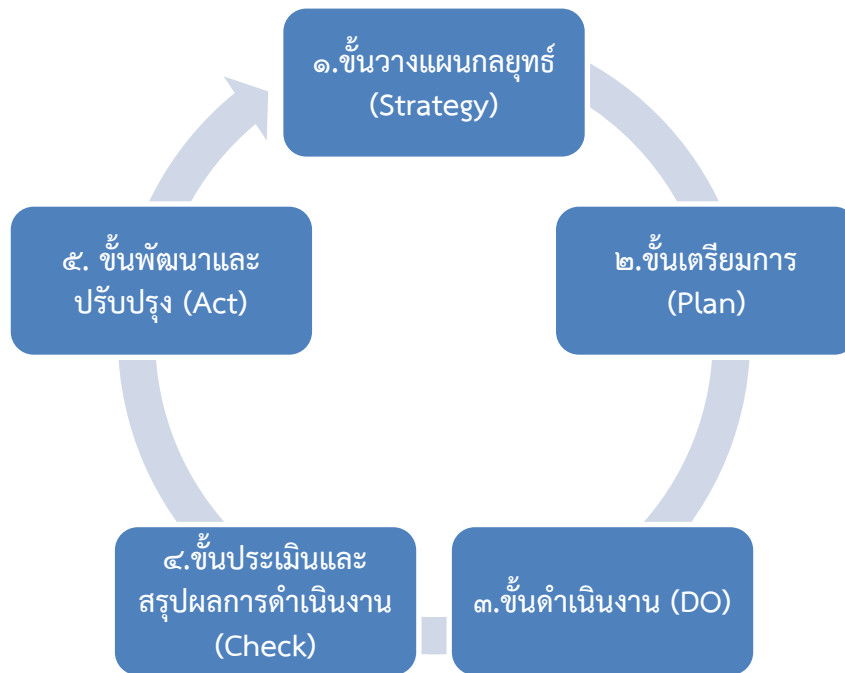 ๑.ขั้นวางแผนกลยุทธ์
(Strategy)
๒.ขั้นเตรียมการ
(Plan)
๓.ขั้นดำเนินงาน (DO)
๔.ขั้นประเมินและ
สรุปผลการดำเนินงาน
(Check)
๕. ขั้นพัฒนาและ
ปรับปรุง (Act)